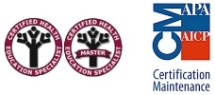 CERTIFIED HEALTH
EDUCATION SPECIALIST
CERTIFIED HEALTH
MASTER
EDUCATION SPECIALIST
CM
APA
AICP
Certification
Maintenance